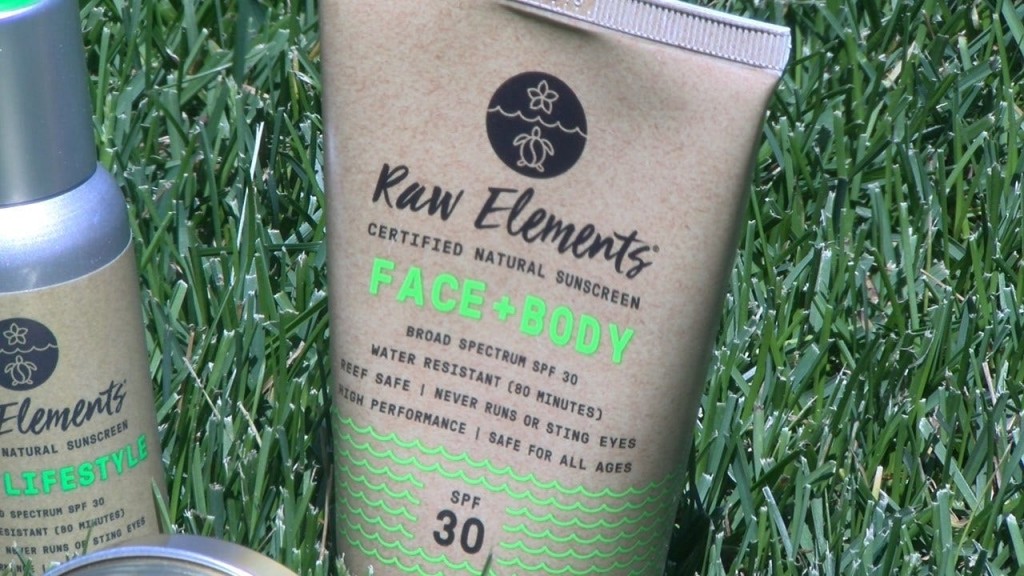 Raw Elements
CERTIFIED NATURAL SUNSCREEN
FACE+BODY
BROAD SPECTRUM SPF 30
WATER RESISTANT (80 MINUTES)
REEF SAFE | NEVER RUNS OR STING EYES
HIGH PERFORMANCE | SAFE FOR ALL AGES
SPF
30
Elements
NATURAL SUNSCREEN
LIFESTYLE
SPECTRUM SPF 30
(80 MINUTES)
NEVER RUNS OR STING EYES